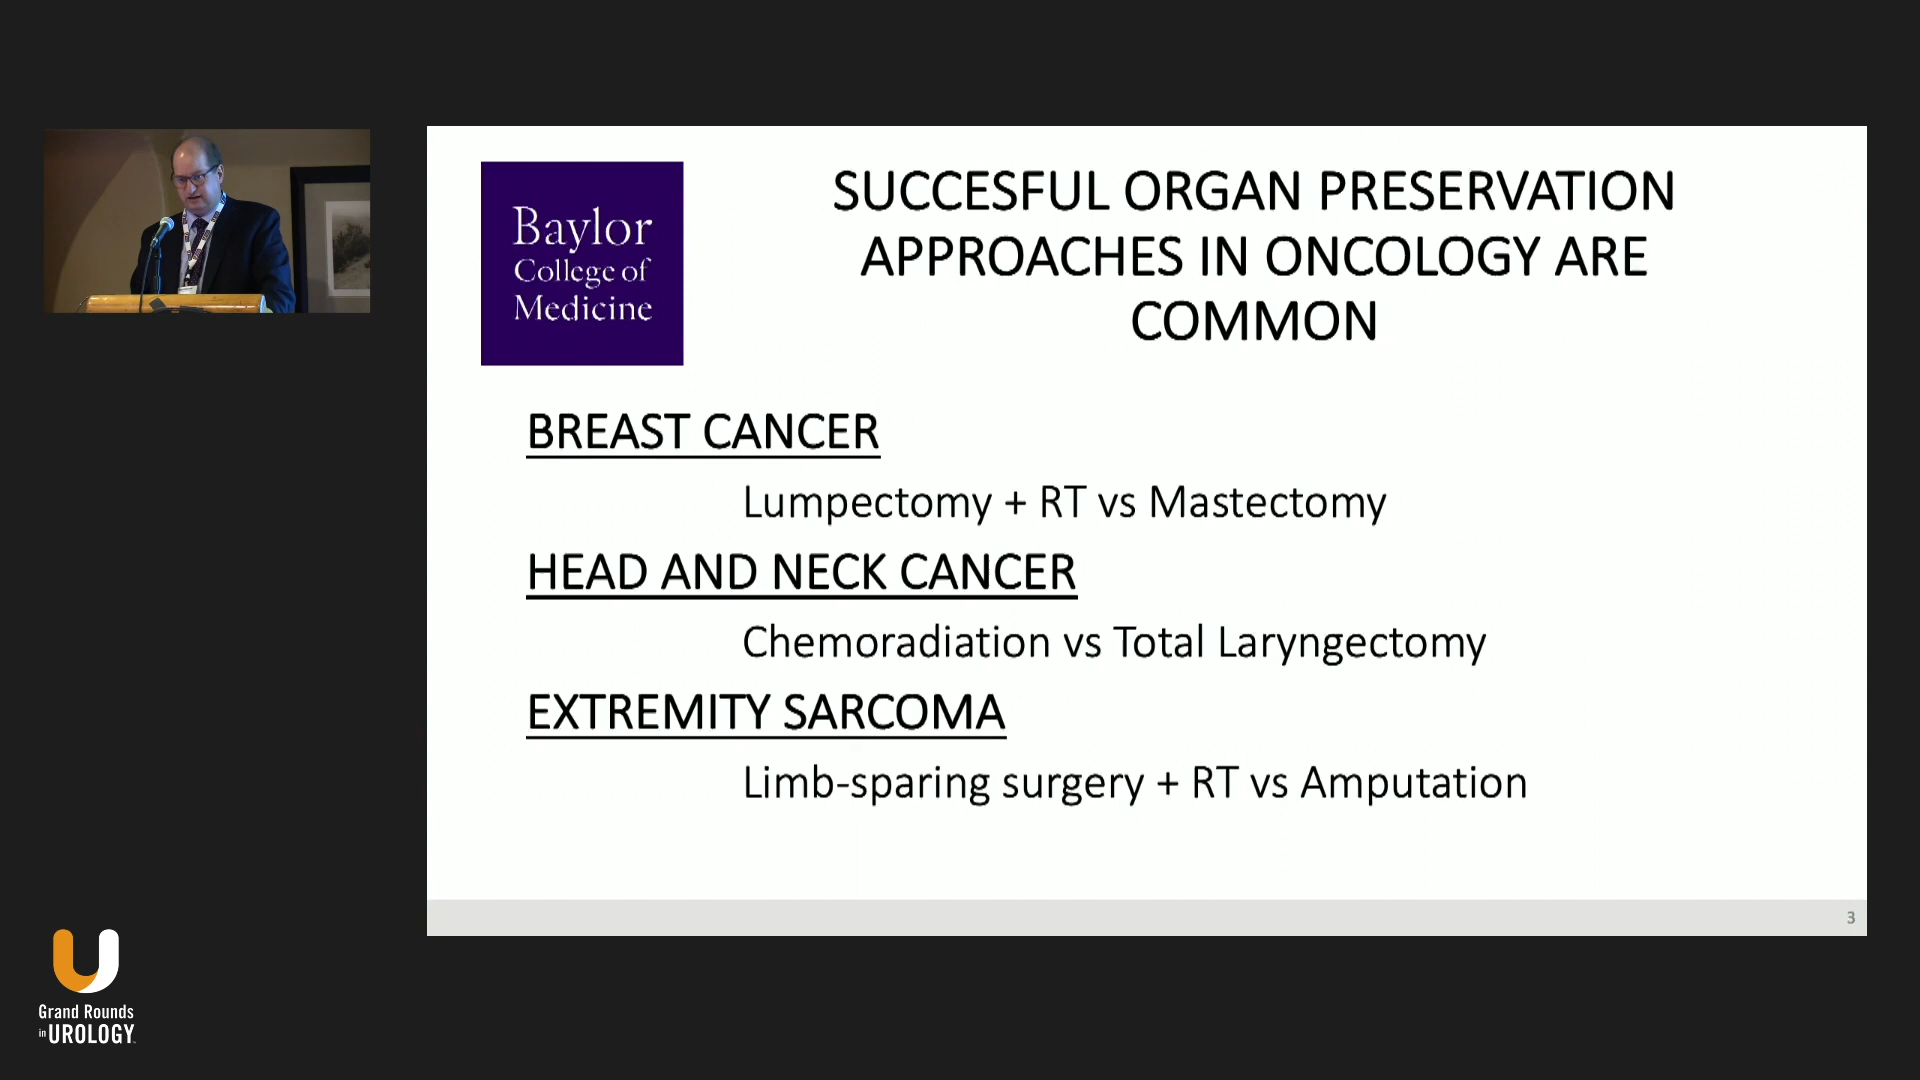 Baylor
College of
Medicine
SUCCESFUL ORGAN PRESERVATION
APPROACHES IN ONCOLOGY ARE
COMMON
BREAST CANCER
Lumpectomy + RT vs Mastectomy
HEAD AND NECK CANCER
Chemoradiation vs Total Laryngectomy
EXTREMITY SARCOMA
Limb-sparing surgery + RT vs Amputation
3
Grand Rounds
in UROLOGY